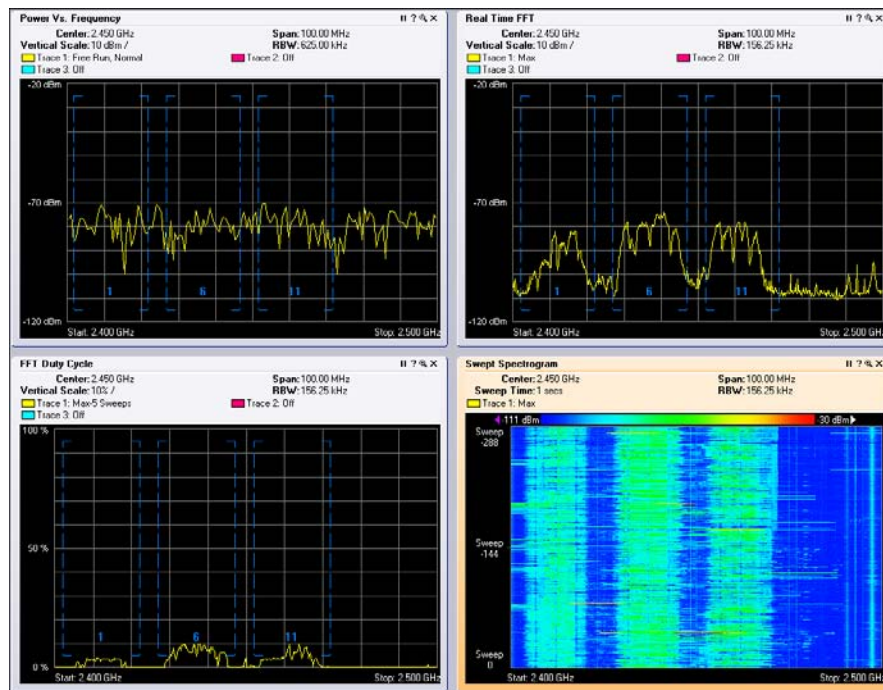 Power Vs. Frequency
Center: 2.450 GHz Span: 100.00 MHz
Vertical Scale: 10 dBm / RBW: 625.00 kHz
Trace 1: Free Run, Normal Trace 2: Off
Trace 3: Off
-20 dBm
-70 dBm
1 6 11
-120 dBm
Start: 2.400 GHz Stop: 2.500 GHz
Real Time FFT
Center: 2.450 GHz Span: 100.00 MHz
Vertical Scale: 10 dBm / RBW: 156.25 kHz
Trace 1: Max Trace 2: Off
Trace 3: Off
-20 dBm
-70 dBm
1 6 11
-120 dBm
Start: 2.400 GHz Stop: 2.500 GHz
FFT Duty Cycle
Center: 2.450 GHz Span: 100.00 MHz
Vertical Scale: 10% / RBW: 156.25 kHz
Trace 1: Max-5 Sweeps Trace 2: Off
Trace 3: Off
100 %
50 %
1 6 11
0 %
Start: 2.400 GHz Stop: 2.500 GHz
Swept Spectrogram
Center: 2.450 GHz Span: 100.00 MHz
Sweep Time: 1 secs RBW: 156.25 kHz
Trace 1: Max
-111 dBm 30 dBm
Sweep
-288
Sweep
-144
Sweep
0
Start: 2.400 GHz Stop: 2.500 GHz